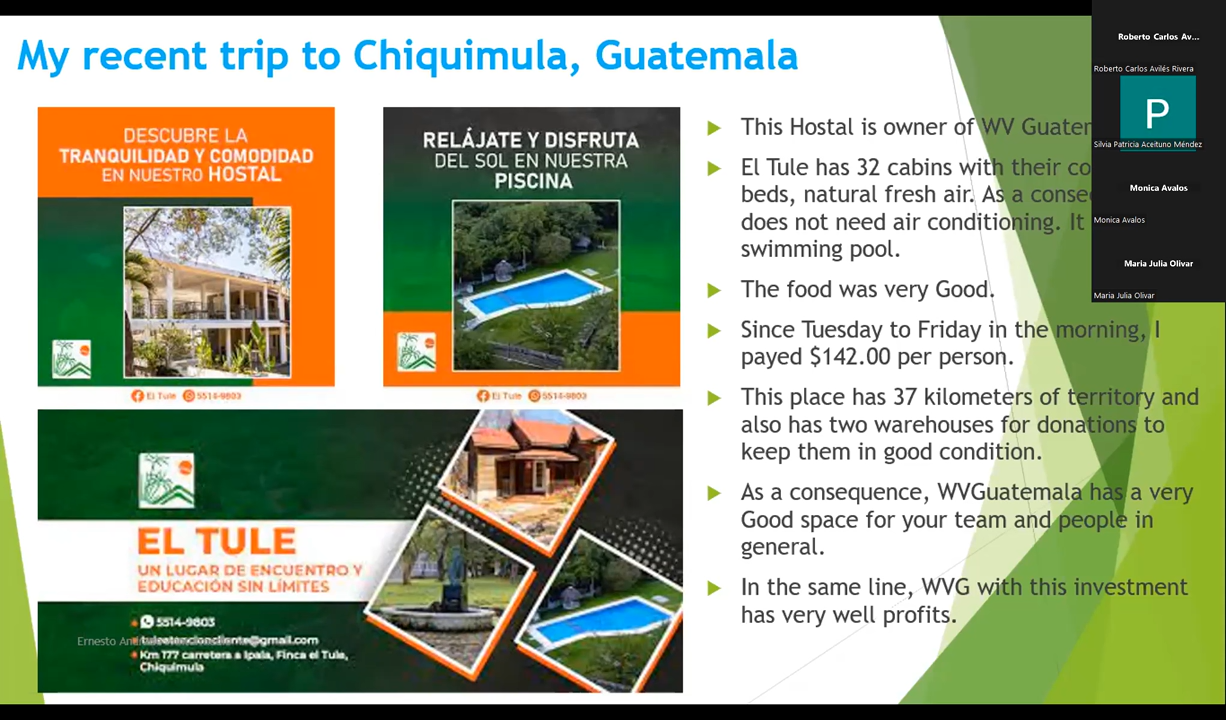 My recent trip to Chiquimula, Guatemala
DESCUBRE LA
TRANQUILIDAD Y COMODIDAD
EN NUESTRO HOSTAL
El Tule 5514-9803
RELÁJATE Y DISFRUTA
DEL SOL EN NUESTRA
PISCINA
El Tule 5514-9803
EL TULE
UN LUGAR DE ENCUENTRO Y
EDUCACIÓN SIN LÍMITES
5514-9803
Km 177 carretera a Ipala, Finca el Tule,
Chiquimula
Ernesto
This Hostal is owner of WV
El Tule has 32 cabins with their
beds, natural fresh air. As a
does not need air conditioning. It
swimming pool.
The food was very Good.
Since Tuesday to Friday in the morning, I
payed $142.00 per person.
This place has 37 kilometers of territory and
also has two warehouses for donations to
keep them in good condition.
As a consequence, WVGuatemala has a very
Good space for your team and people in
general.
In the same line, WVG with this investment
has very well profits.
Roberto Carlos Av...
Roberto Carlos Avilés Rivera
P
Silvia Patricia Aceituno Méndez
Monica Avalos
Monica Avalos
Maria Julia Olivar
Maria Julia Olivar